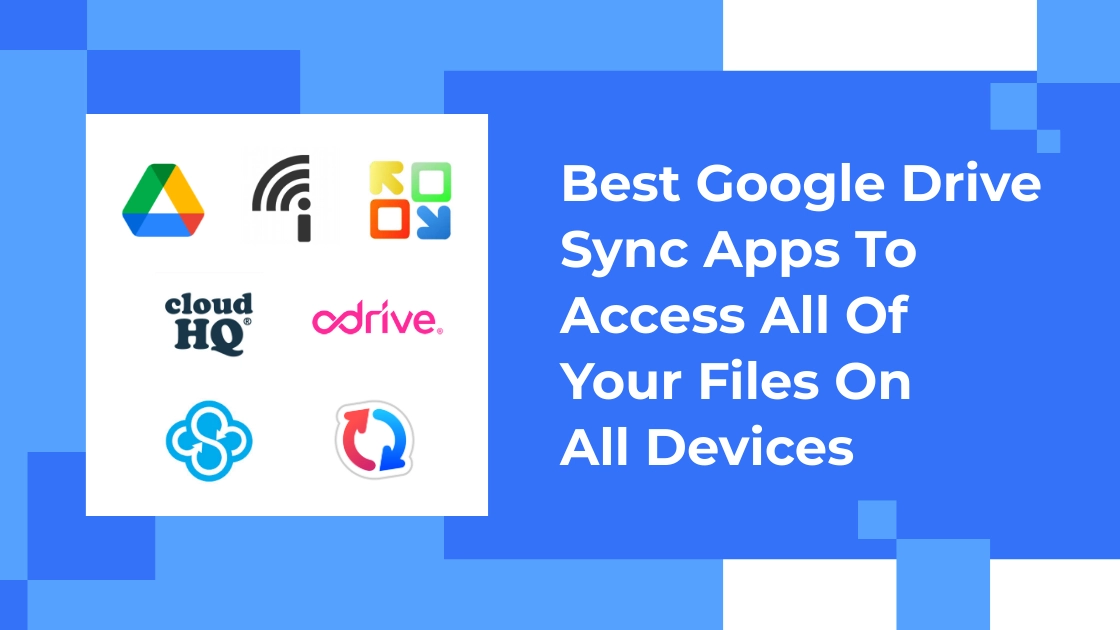 cloud
HQ®
odrive®
Best Google Drive
Sync Apps To
Access All Of
Your Files On
All Devices